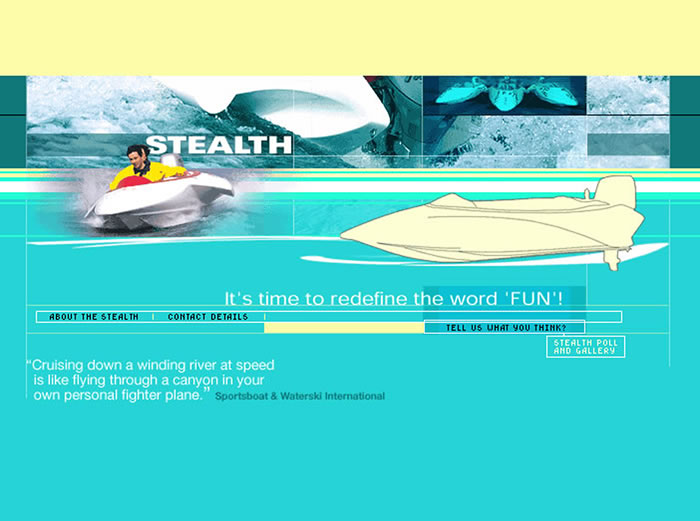 STEALTH
It's time to redefine the word 'FUN'!
ABOUT THE STEALTH | CONTACT DETAILS |
TELL US WHAT YOU THINK?
STEALTH POLL
AND GALLERY
“Cruising down a winding river at speed
is like flying through a canyon in your
own personal fighter plane.” Sportsboat & Waterski International